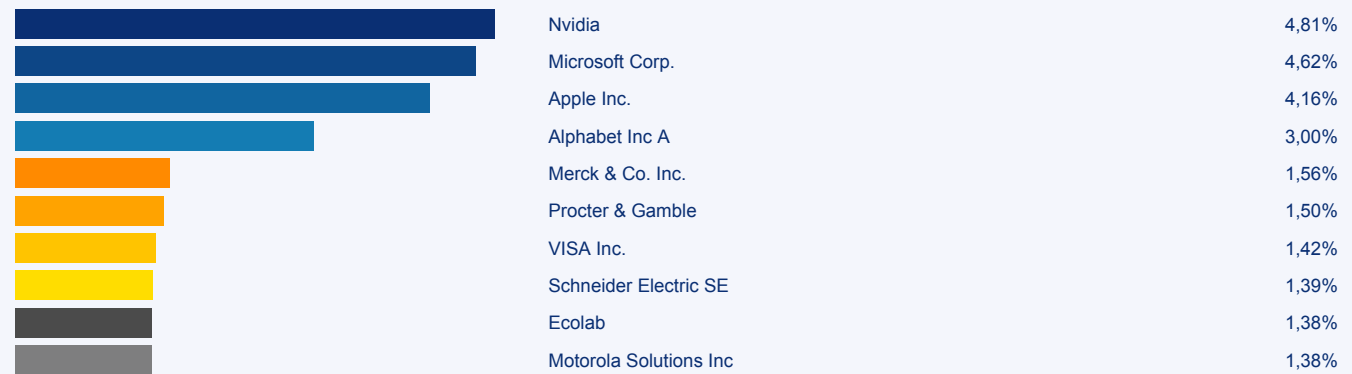 Nvidia 4,81%
Microsoft Corp. 4,62%
Apple Inc. 4,16%
Alphabet Inc A 3,00%
Merck & Co. Inc. 1,56%
Procter & Gamble 1,50%
VISA Inc. 1,42%
Schneider Electric SE 1,39%
Ecolab 1,38%
Motorola Solutions Inc 1,38%